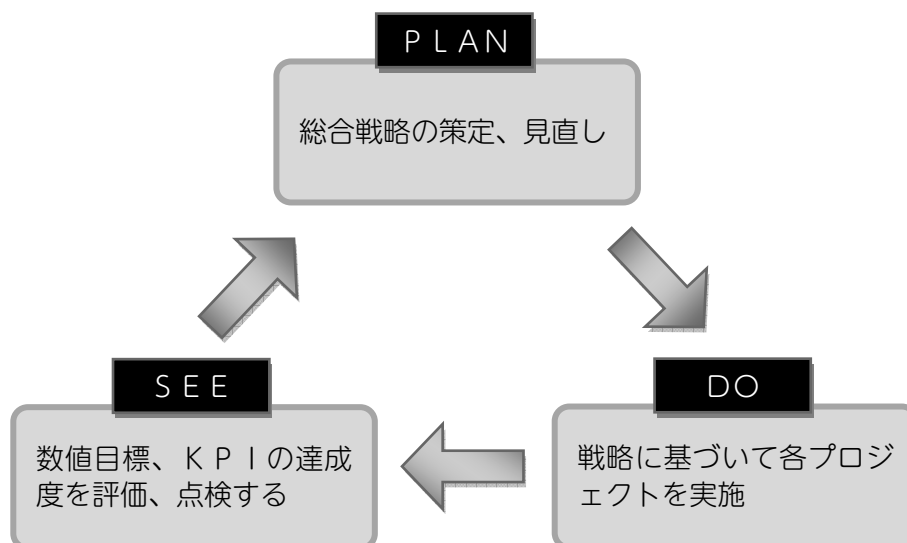 ＰＬＡＮ
総合戦略の策定、見直し
ＳＥＥ
数値目標、ＫＰＩの達成
度を評価、点検する
ＤＯ
戦略に基づいて各プロジ
ェクトを実施